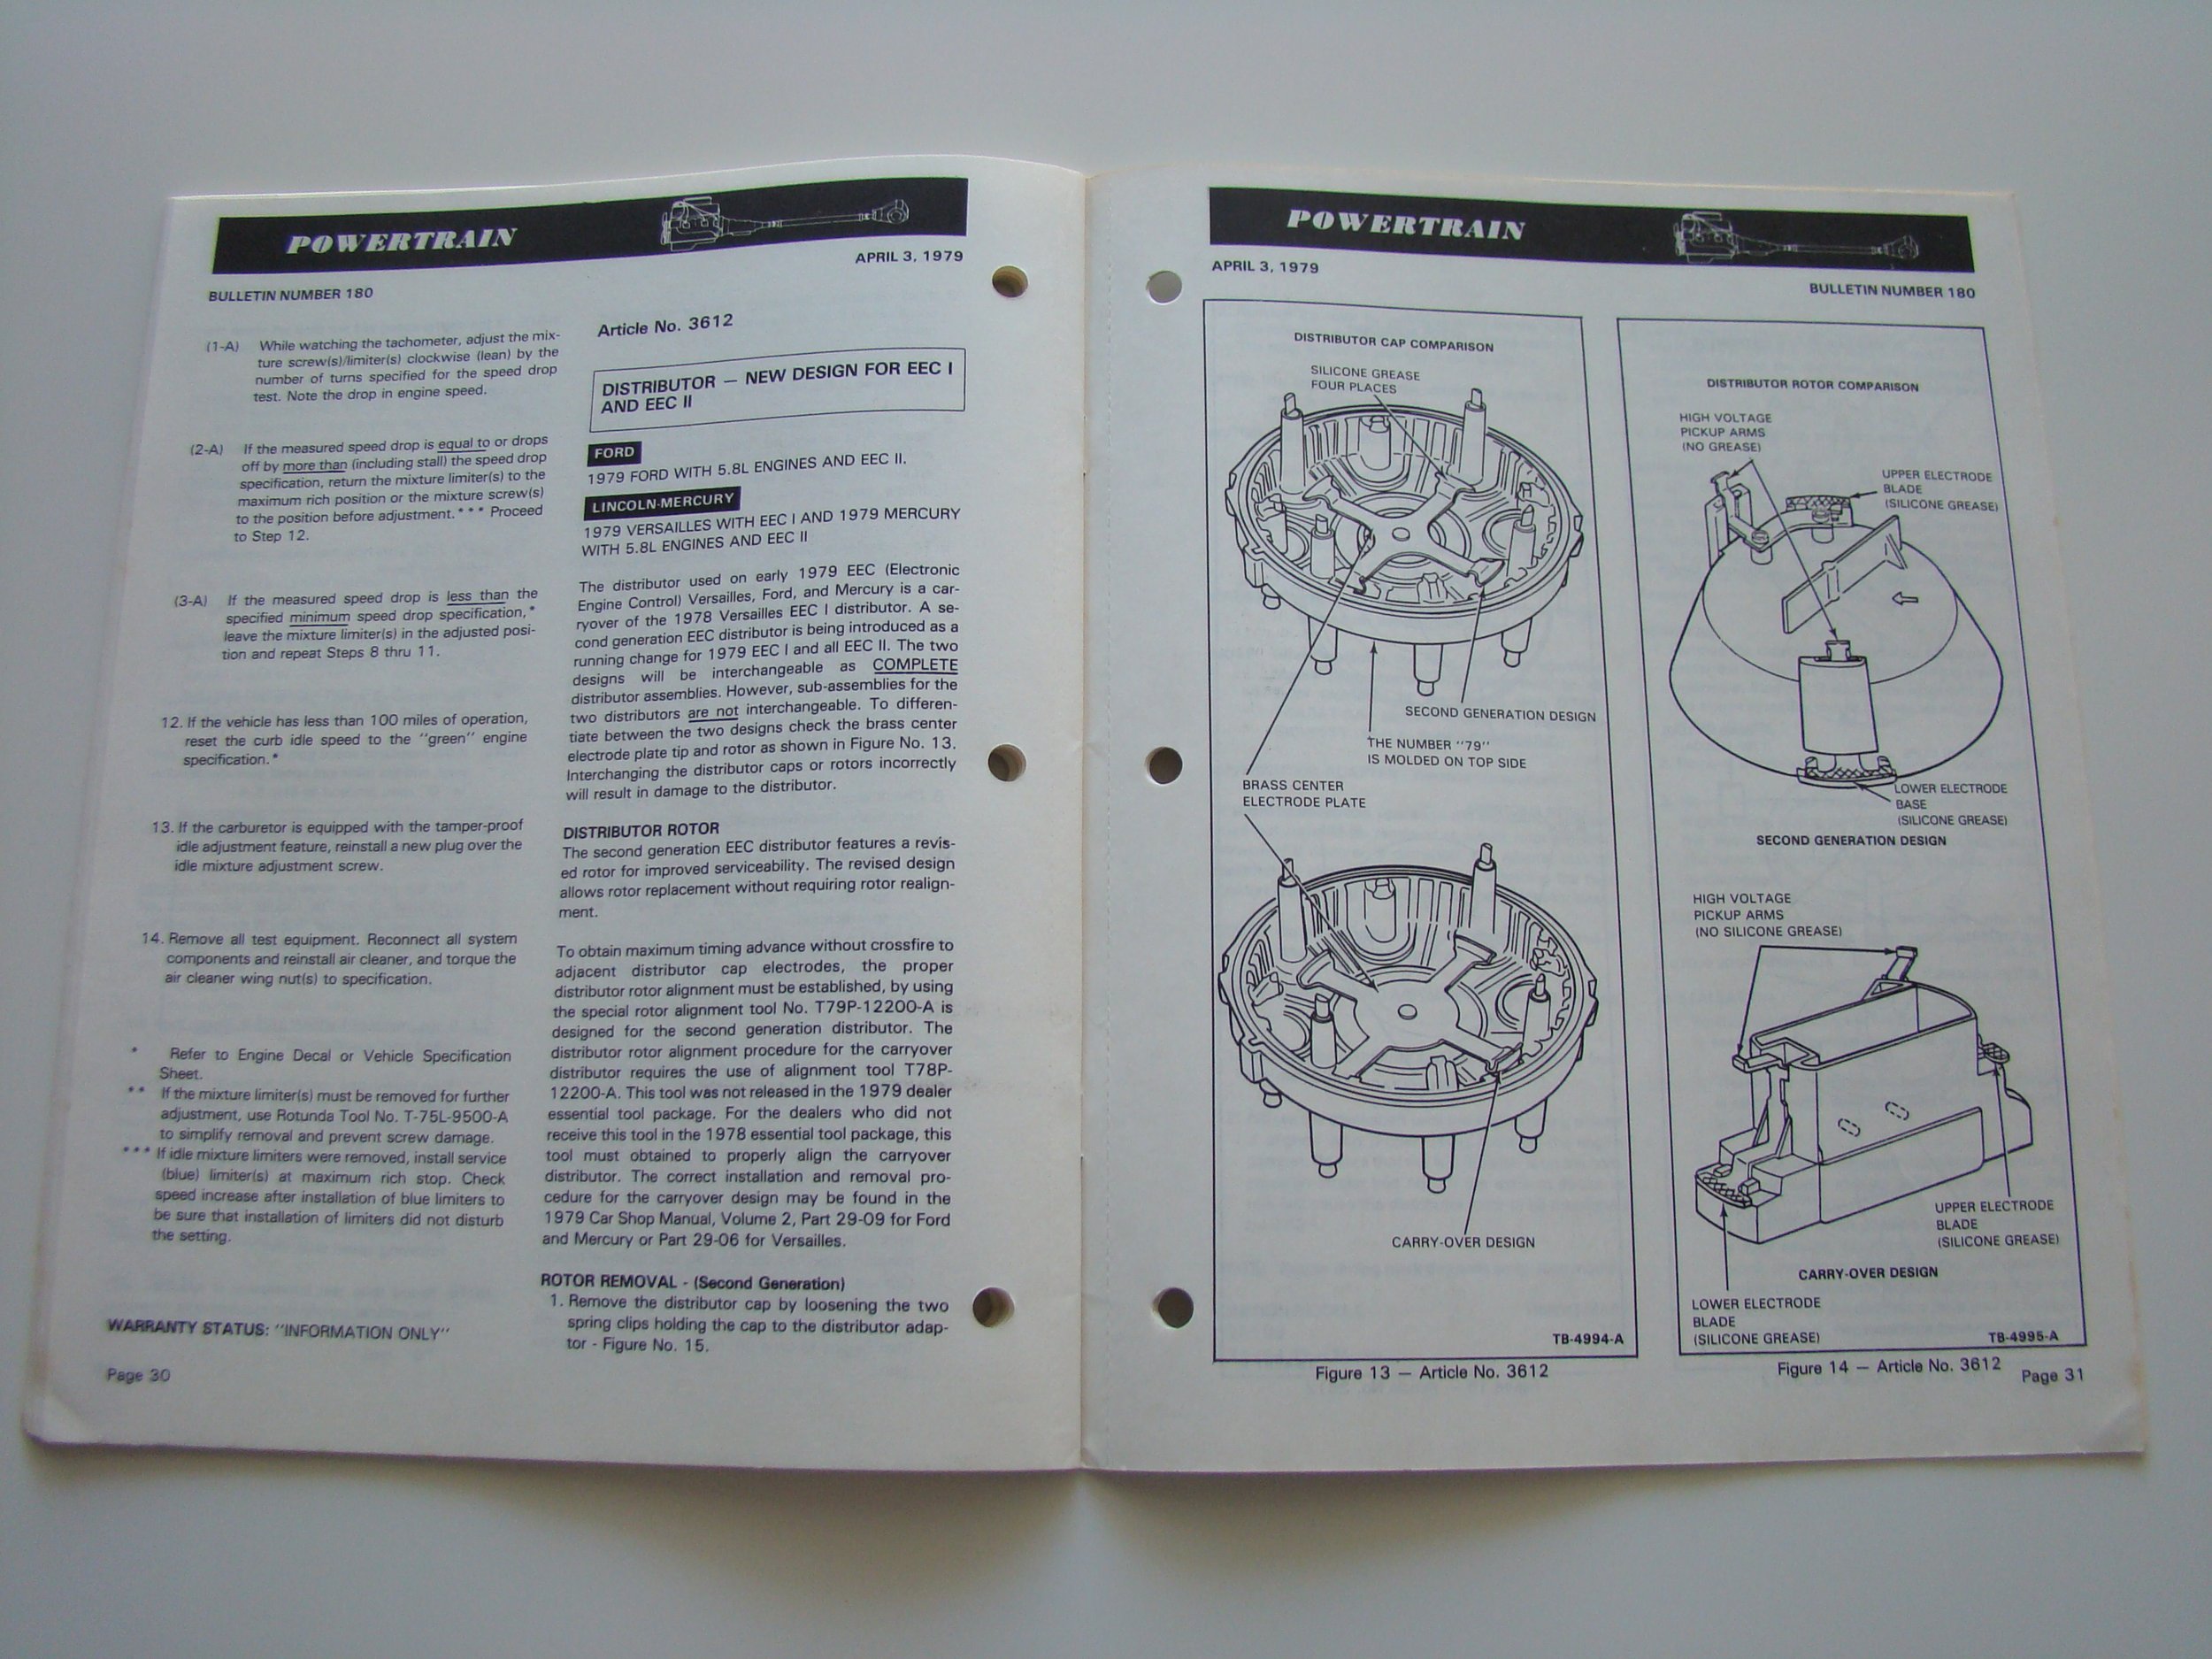 POWERTRAIN
APRIL 3, 1979
BULLETIN NUMBER 180
(1-A) While watching the tachometer, adjust the mix-
ture screw(s)/limiter(s) clockwise (lean) by the
number of turns specified for the speed drop
test. Note the drop in engine speed.
(2-A) If the measured speed drop is equal to or drops
off by more than (including stall) the speed drop
specification, return the mixture limiter(s) to the
maximum rich position or the mixture screw(s)
to the position before adjustment.*** Proceed
to Step 12.
(3-A) If the measured speed drop is less than the
specified minimum speed drop specification,*
leave the mixture limiter(s) in the adjusted posi-
tion and repeat Steps 8 thru 11.
12. If the vehicle has less than 100 miles of operation,
reset the curb idle speed to the "green" engine
specification.*
13. If the carburetor is equipped with the tamper-proof
idle adjustment feature, reinstall a new plug over the
idle mixture adjustment screw.
14. Remove all test equipment. Reconnect all system
components and reinstall air cleaner, and torque the
air cleaner wing nut(s) to specification.
* Refer to Engine Decal or Vehicle Specification
Sheet.
** If the mixture limiter(s) must be removed for further
adjustment, use Rotunda Tool No. T-75L-9500-A
to simplify removal and prevent screw damage.
*** If idle mixture limiters were removed, install service
(blue) limiter(s) at maximum rich stop. Check
speed increase after installation of blue limiters to
be sure that installation of limiters did not disturb
the setting.
WARRANTY STATUS: "INFORMATION ONLY"
Page 30
Article No. 3612
DISTRIBUTOR — NEW DESIGN FOR EEC I
AND EEC II
FORD
1979 FORD WITH 5.8L ENGINES AND EEC II.
LINCOLN-MERCURY
1979 VERSAILLES WITH EEC I AND 1979 MERCURY
WITH 5.8L ENGINES AND EEC II
The distributor used on early 1979 EEC (Electronic
Engine Control) Versailles, Ford, and Mercury is a car-
ryover of the 1978 Versailles EEC I distributor. A se-
cond generation EEC distributor is being introduced as a
running change for 1979 EEC I and all EEC II. The two
designs will be interchangeable as COMPLETE
distributor assemblies. However, sub-assemblies for the
two distributors are not interchangeable. To differen-
tiate between the two designs check the brass center
electrode plate tip and rotor as shown in Figure No. 13.
Interchanging the distributor caps or rotors incorrectly
will result in damage to the distributor.
DISTRIBUTOR ROTOR
The second generation EEC distributor features a revis-
ed rotor for improved serviceability. The revised design
allows rotor replacement without requiring rotor realign-
ment.
To obtain maximum timing advance without crossfire to
adjacent distributor cap electrodes, the proper
distributor rotor alignment must be established, by using
the special rotor alignment tool No. T79P-12200-A is
designed for the second generation distributor. The
distributor rotor alignment procedure for the carryover
distributor requires the use of alignment tool T78P-
12200-A. This tool was not released in the 1979 dealer
essential tool package. For the dealers who did not
receive this tool in the 1978 essential tool package, this
tool must obtained to properly align the carryover
distributor. The correct installation and removal pro-
cedure for the carryover design may be found in the
1979 Car Shop Manual, Volume 2, Part 29-09 for Ford
and Mercury or Part 29-06 for Versailles.
ROTOR REMOVAL - (Second Generation)
1. Remove the distributor cap by loosening the two
spring clips holding the cap to the distributor adap-
tor - Figure No. 15.
POWERTRAIN
APRIL 3, 1979
BULLETIN NUMBER 180
DISTRIBUTOR CAP COMPARISON
SILICONE GREASE
FOUR PLACES
SECOND GENERATION DESIGN
THE NUMBER "79"
IS MOLDED ON TOP SIDE
BRASS CENTER
ELECTRODE PLATE
CARRY-OVER DESIGN
TB-4994-A
Figure 13 — Article No. 3612
DISTRIBUTOR ROTOR COMPARISON
HIGH VOLTAGE
PICKUP ARMS
(NO GREASE)
UPPER ELECTRODE
BLADE
(SILICONE GREASE)
LOWER ELECTRODE
BASE
(SILICONE GREASE)
SECOND GENERATION DESIGN
HIGH VOLTAGE
PICKUP ARMS
(NO SILICONE GREASE)
UPPER ELECTRODE
BLADE
(SILICONE GREASE)
CARRY-OVER DESIGN
LOWER ELECTRODE
BLADE
(SILICONE GREASE)
TB-4995-A
Figure 14 — Article No. 3612
Page 31